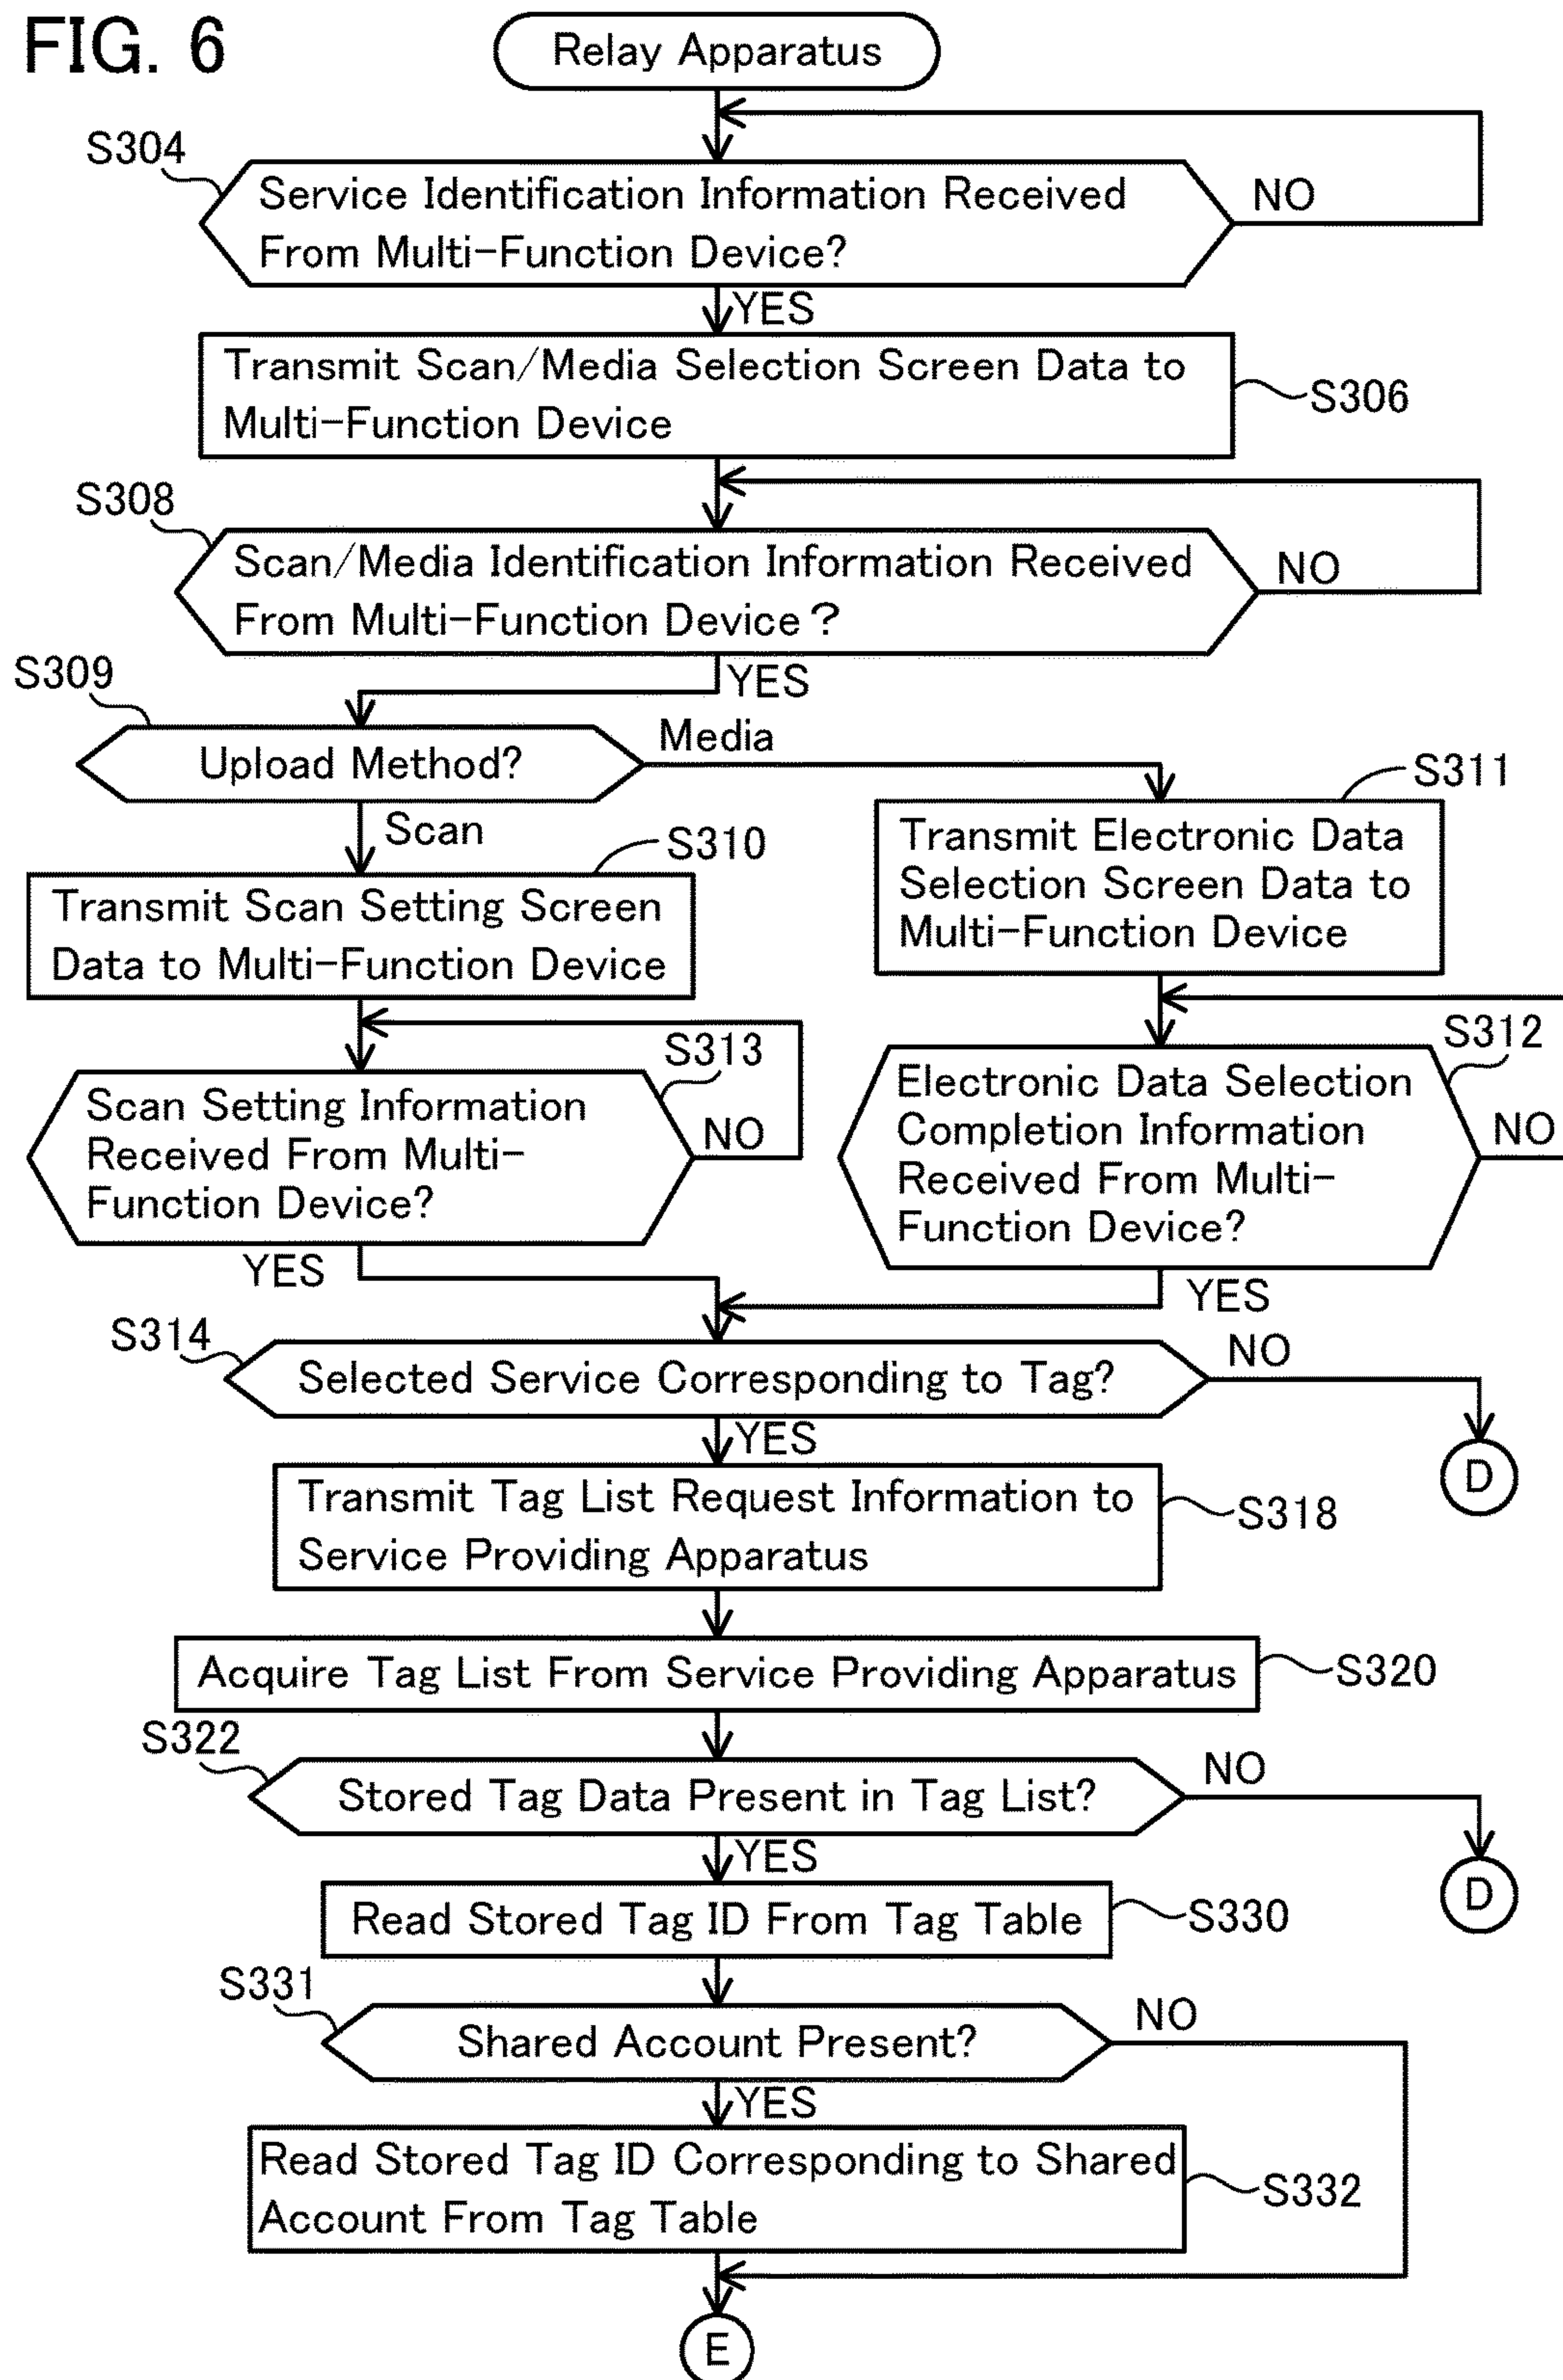 FIG. 6
Relay Apparatus
S304
Service Identification Information Received
From Multi-Function Device?
NO
YES
Transmit Scan/Media Selection Screen Data to
Multi-Function Device
S306
S308
Scan/Media Identification Information Received
From Multi-Function Device?
NO
YES
S309
Upload Method?
Media
Scan
S311
Transmit Electronic Data
Selection Screen Data to
Multi-Function Device
S310
Transmit Scan Setting Screen
Data to Multi-Function Device
S313
Scan Setting Information
Received From Multi-
Function Device?
NO
YES
S312
Electronic Data Selection
Completion Information
Received From Multi-
Function Device?
NO
YES
S314
Selected Service Corresponding to Tag?
NO
D
YES
Transmit Tag List Request Information to
Service Providing Apparatus
S318
Acquire Tag List From Service Providing Apparatus
S320
S322
Stored Tag Data Present in Tag List?
NO
D
YES
Read Stored Tag ID From Tag Table
S330
S331
Shared Account Present?
NO
YES
Read Stored Tag ID Corresponding to Shared
Account From Tag Table
S332
E